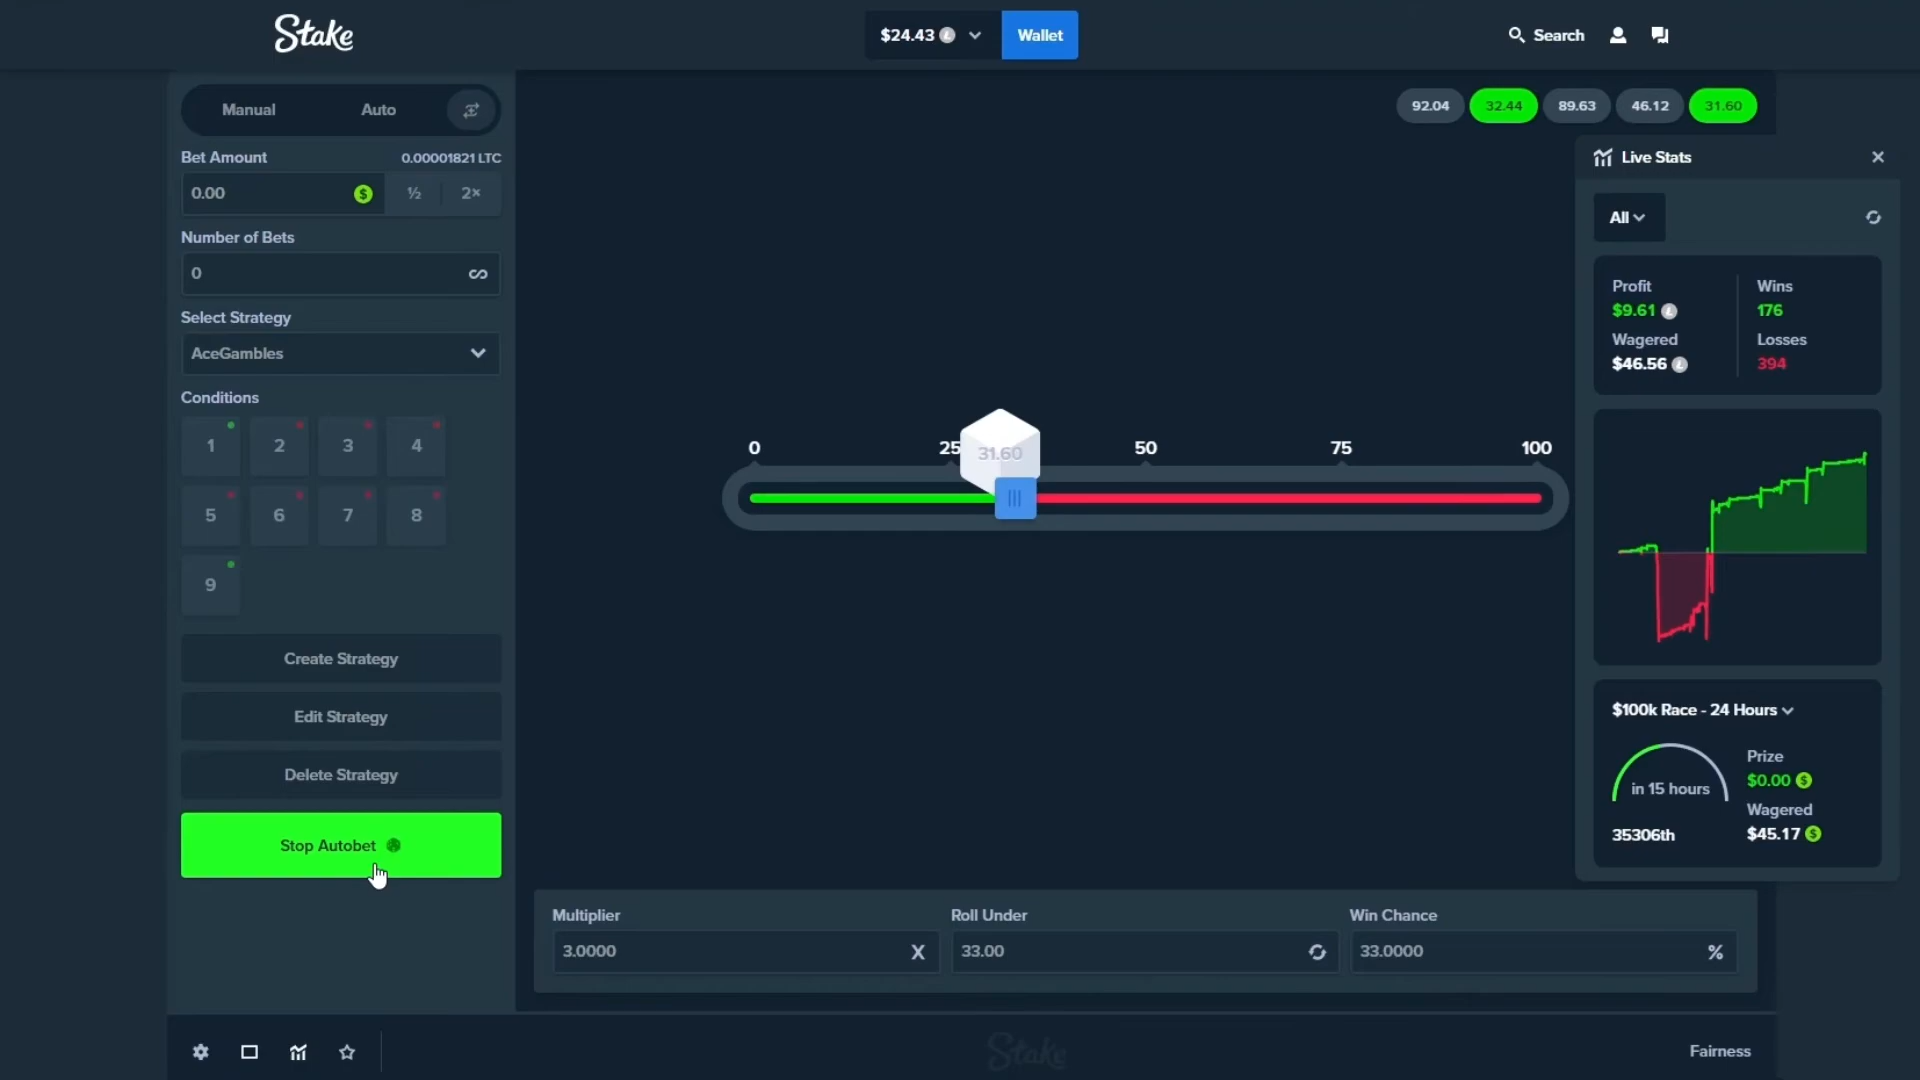 Stake
$24.43
Wallet
Search
Manual
Auto
92.04
32.44
89.63
46.12
31.60
Bet Amount
0.00001821 LTC
0.00
$
½
2×
Number of Bets
0
∞
Select Strategy
AceGambles
Conditions
1
2
3
4
5
6
7
8
9
Create Strategy
Edit Strategy
Delete Strategy
Stop Autobet
0
25
50
75
100
31.60
Live Stats
All
Profit
$9.61
Wins
176
Wagered
$46.56
Losses
394
$100k Race - 24 Hours
in 15 hours
35306th
Prize
$0.00 $
Wagered
$45.17 $
Multiplier
3.0000
X
Roll Under
33.00
Win Chance
33.0000
%
Stake
Fairness